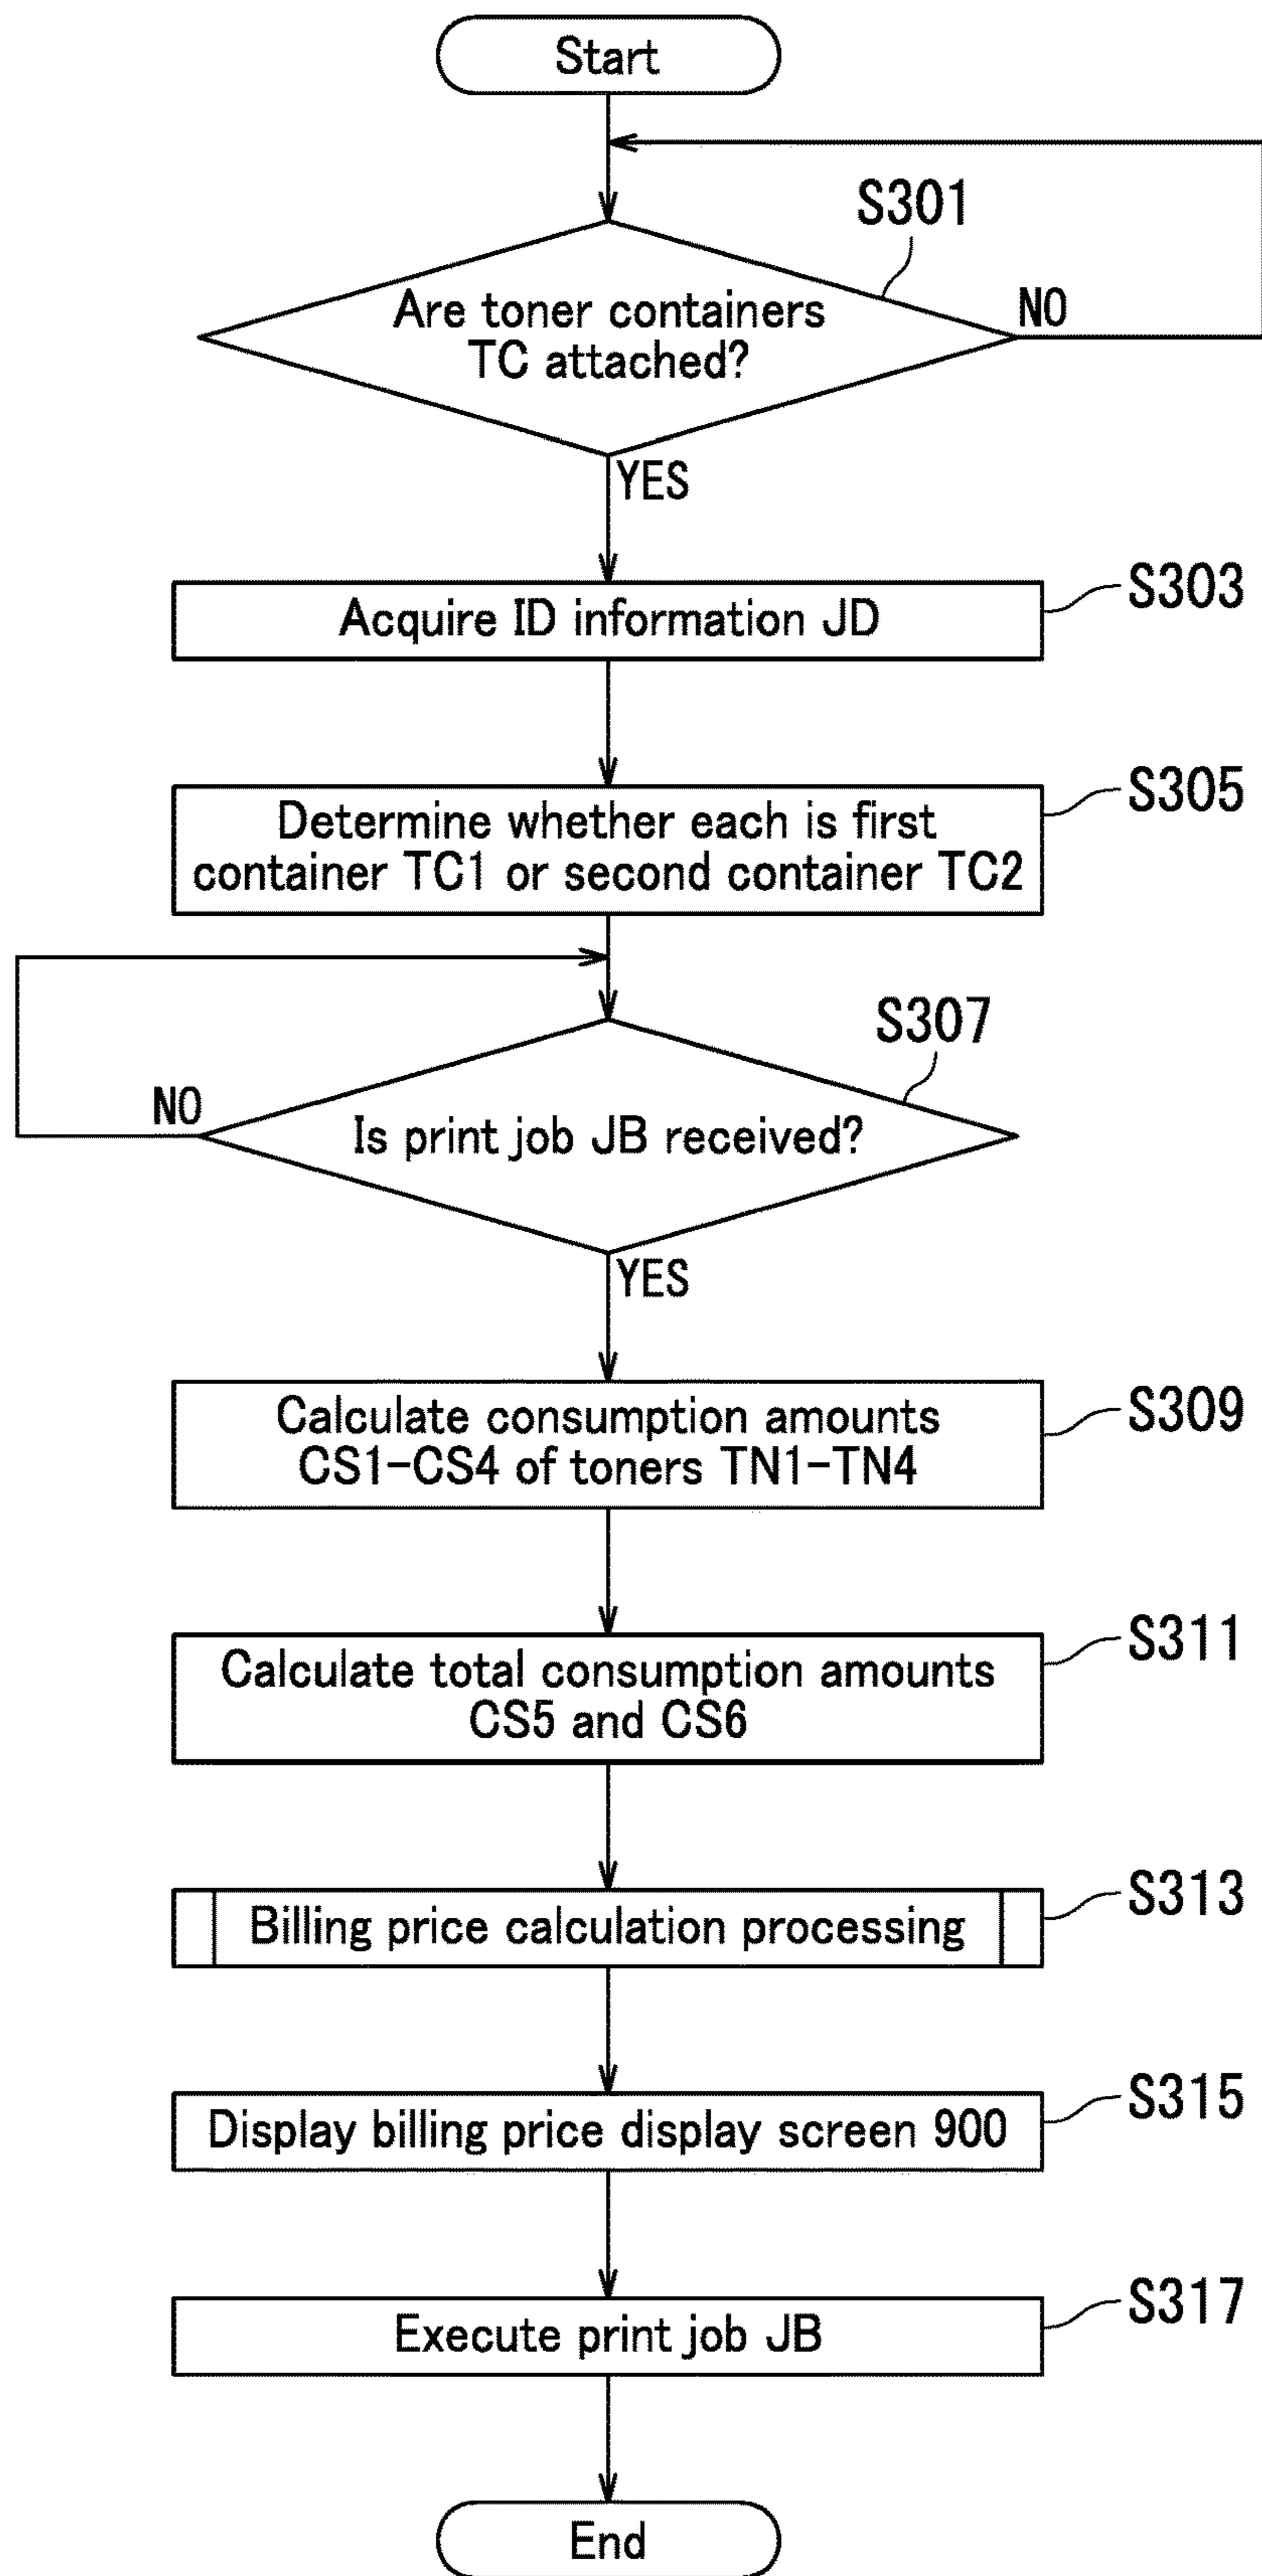 Start
S301
Are toner containers
TC attached?
NO
YES
Acquire ID information JD
S303
Determine whether each is first
container TC1 or second container TC2
S305
S307
NO
Is print job JB received?
YES
Calculate consumption amounts
CS1-CS4 of toners TN1-TN4
S309
Calculate total consumption amounts
CS5 and CS6
S311
Billing price calculation processing
S313
Display billing price display screen 900
S315
Execute print job JB
S317
End